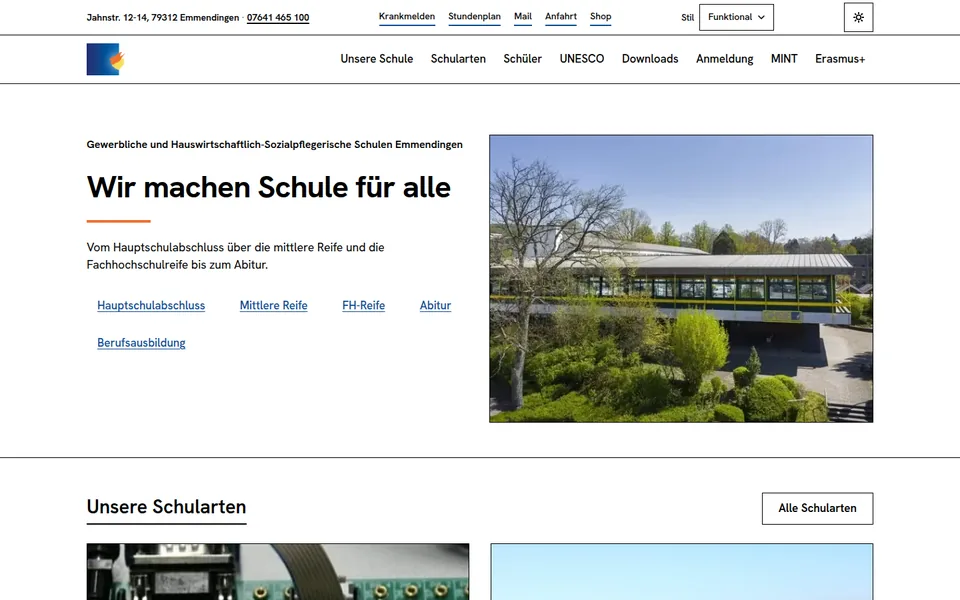 Jahnstr. 12-14, 79312 Emmendingen · 07641 465 100
Krankmelden Stundenplan Mail Anfahrt Shop
Stil Funktional
Unsere Schule Schularten Schüler UNESCO Downloads Anmeldung MINT Erasmus+
Gewerbliche und Hauswirtschaftlich-Sozialpflegerische Schulen Emmendingen
Wir machen Schule für alle
Vom Hauptschulabschluss über die mittlere Reife und die
Fachhochschulreife bis zum Abitur.
Hauptschulabschluss Mittlere Reife FH-Reife Abitur
Berufsausbildung
Unsere Schularten
Alle Schularten